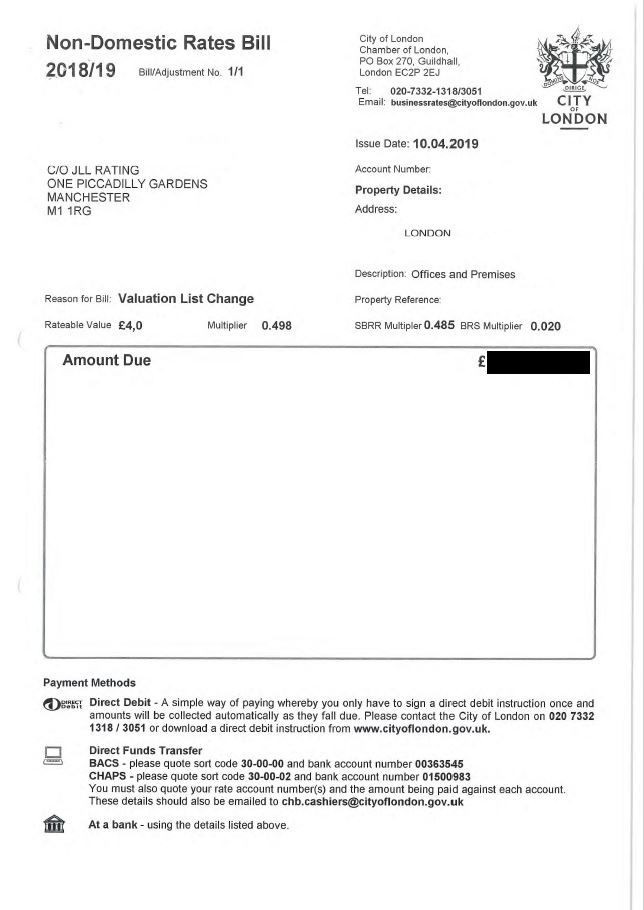 Non-Domestic Rates Bill
2018/19 Bill/Adjustment No. 1/1
City of London
Chamber of London,
PO Box 270, Guildhall,
London EC2P 2EJ
Tel: 020-7332-1318/3051
Email: businessrates@cityoflondon.gov.uk
DOMINE DIRIGE NOS
CITY
OF
LONDON
Issue Date: 10.04.2019
C/O JLL RATING
ONE PICCADILLY GARDENS
MANCHESTER
M1 1RG
Account Number:
Property Details:
Address:
LONDON
Description: Offices and Premises
Reason for Bill: Valuation List Change
Property Reference:
Rateable Value £4,0 Multiplier 0.498 SBRR Multipler 0.485 BRS Multiplier 0.020
Amount Due £
Payment Methods
DIRECT
Debit
Direct Debit - A simple way of paying whereby you only have to sign a direct debit instruction once and
amounts will be collected automatically as they fall due. Please contact the City of London on 020 7332
1318 / 3051 or download a direct debit instruction from www.cityoflondon.gov.uk.
Direct Funds Transfer
BACS - please quote sort code 30-00-00 and bank account number 00363545
CHAPS - please quote sort code 30-00-02 and bank account number 01500983
You must also quote your rate account number(s) and the amount being paid against each account.
These details should also be emailed to chb.cashiers@cityoflondon.gov.uk
At a bank - using the details listed above.